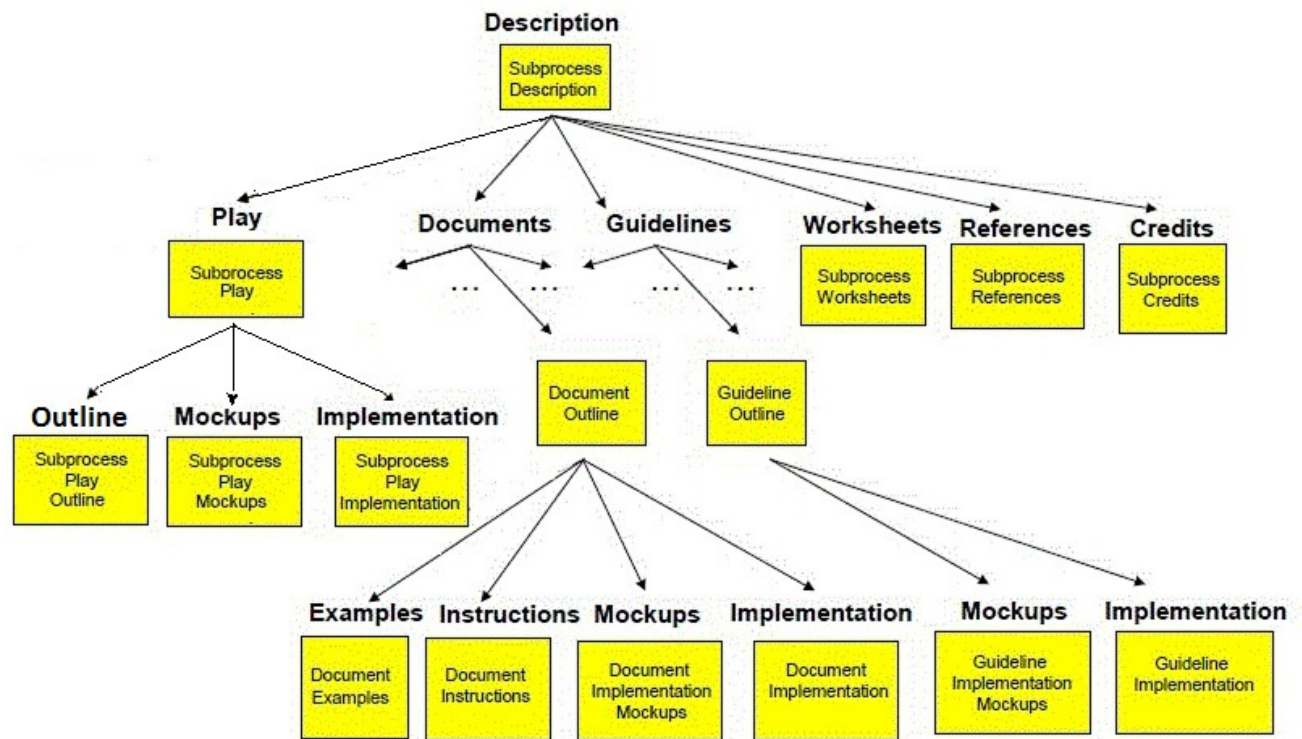 Description
Subprocess
Description
Play
Documents
Guidelines
Worksheets
References
Credits
Subprocess
Play
... ...
... ...
Subprocess
Worksheets
Subprocess
References
Subprocess
Credits
Document
Outline
Guideline
Outline
Outline
Mockups
Implementation
Subprocess
Play
Outline
Subprocess
Play
Mockups
Subprocess
Play
Implementation
Examples
Instructions
Mockups
Implementation
Mockups
Implementation
Document
Examples
Document
Instructions
Document
Implementation
Mockups
Document
Implementation
Guideline
Implementation
Mockups
Guideline
Implementation